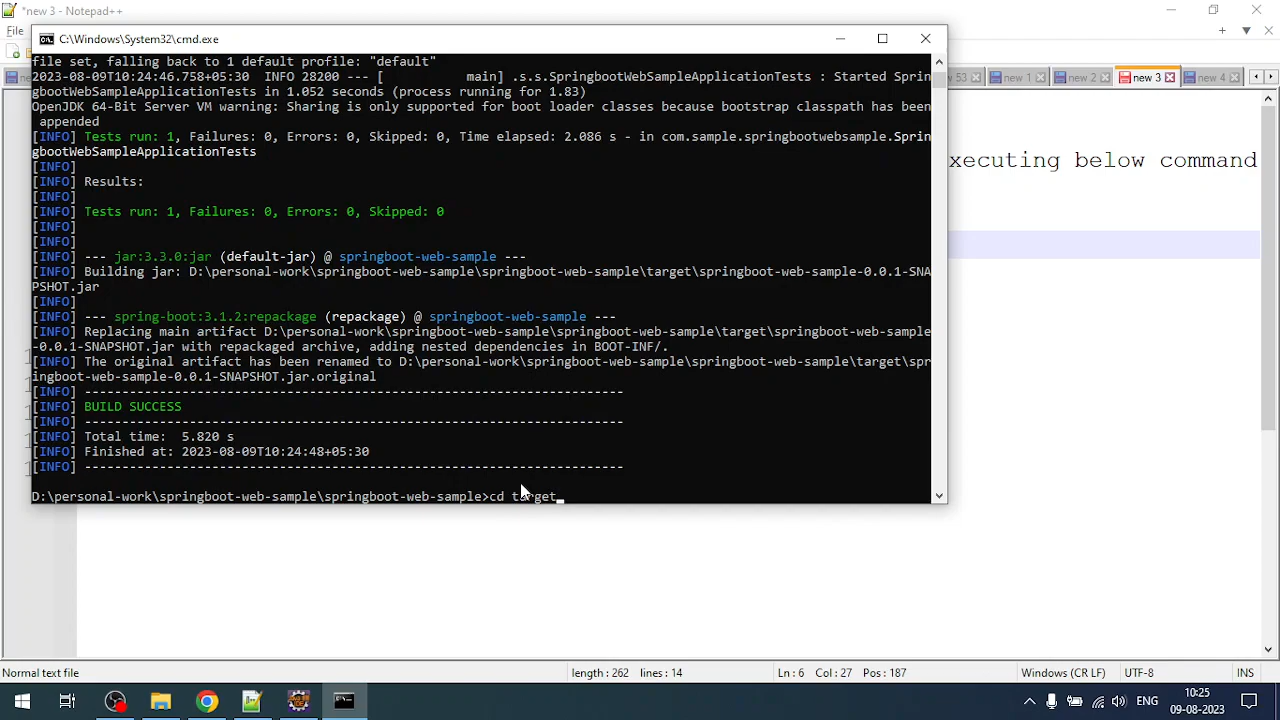 *new 3 - Notepad++
File
C:\Windows\System32\cmd.exe
53
new 1
new 2
new 3
new 4
file set, falling back to 1 default profile: "default"
2023-08-09T10:24:46.758+05:30  INFO 28200 --- [           main] .s.s.SpringbootWebSampleApplicationTests : Started Sprin
gbootWebSampleApplicationTests in 1.052 seconds (process running for 1.83)
OpenJDK 64-Bit Server VM warning: Sharing is only supported for boot loader classes because bootstrap classpath has been
appended
[INFO] Tests run: 1, Failures: 0, Errors: 0, Skipped: 0, Time elapsed: 2.086 s - in com.sample.springbootwebsample.Sprin
gbootWebSampleApplicationTests
[INFO]
[INFO] Results:
[INFO]
[INFO] Tests run: 1, Failures: 0, Errors: 0, Skipped: 0
[INFO]
[INFO]
[INFO] --- jar:3.3.0:jar (default-jar) @ springboot-web-sample ---
[INFO] Building jar: D:\personal-work\springboot-web-sample\springboot-web-sample\target\springboot-web-sample-0.0.1-SNA
PSHOT.jar
[INFO]
[INFO] --- spring-boot:3.1.2:repackage (repackage) @ springboot-web-sample ---
[INFO] Replacing main artifact D:\personal-work\springboot-web-sample\springboot-web-sample\target\springboot-web-sample
-0.0.1-SNAPSHOT.jar with repackaged archive, adding nested dependencies in BOOT-INF/.
[INFO] The original artifact has been renamed to D:\personal-work\springboot-web-sample\springboot-web-sample\target\spr
ingboot-web-sample-0.0.1-SNAPSHOT.jar.original
[INFO] ------------------------------------------------------------------------
[INFO] BUILD SUCCESS
[INFO] ------------------------------------------------------------------------
[INFO] Total time:  5.820 s
[INFO] Finished at: 2023-08-09T10:24:48+05:30
[INFO] ------------------------------------------------------------------------
D:\personal-work\springboot-web-sample\springboot-web-sample>cd target
xecuting below command
Normal text file
length : 262    lines : 14
Ln : 6    Col : 27    Pos : 187
Windows (CR LF)
UTF-8
INS
ENG
10:25
09-08-2023